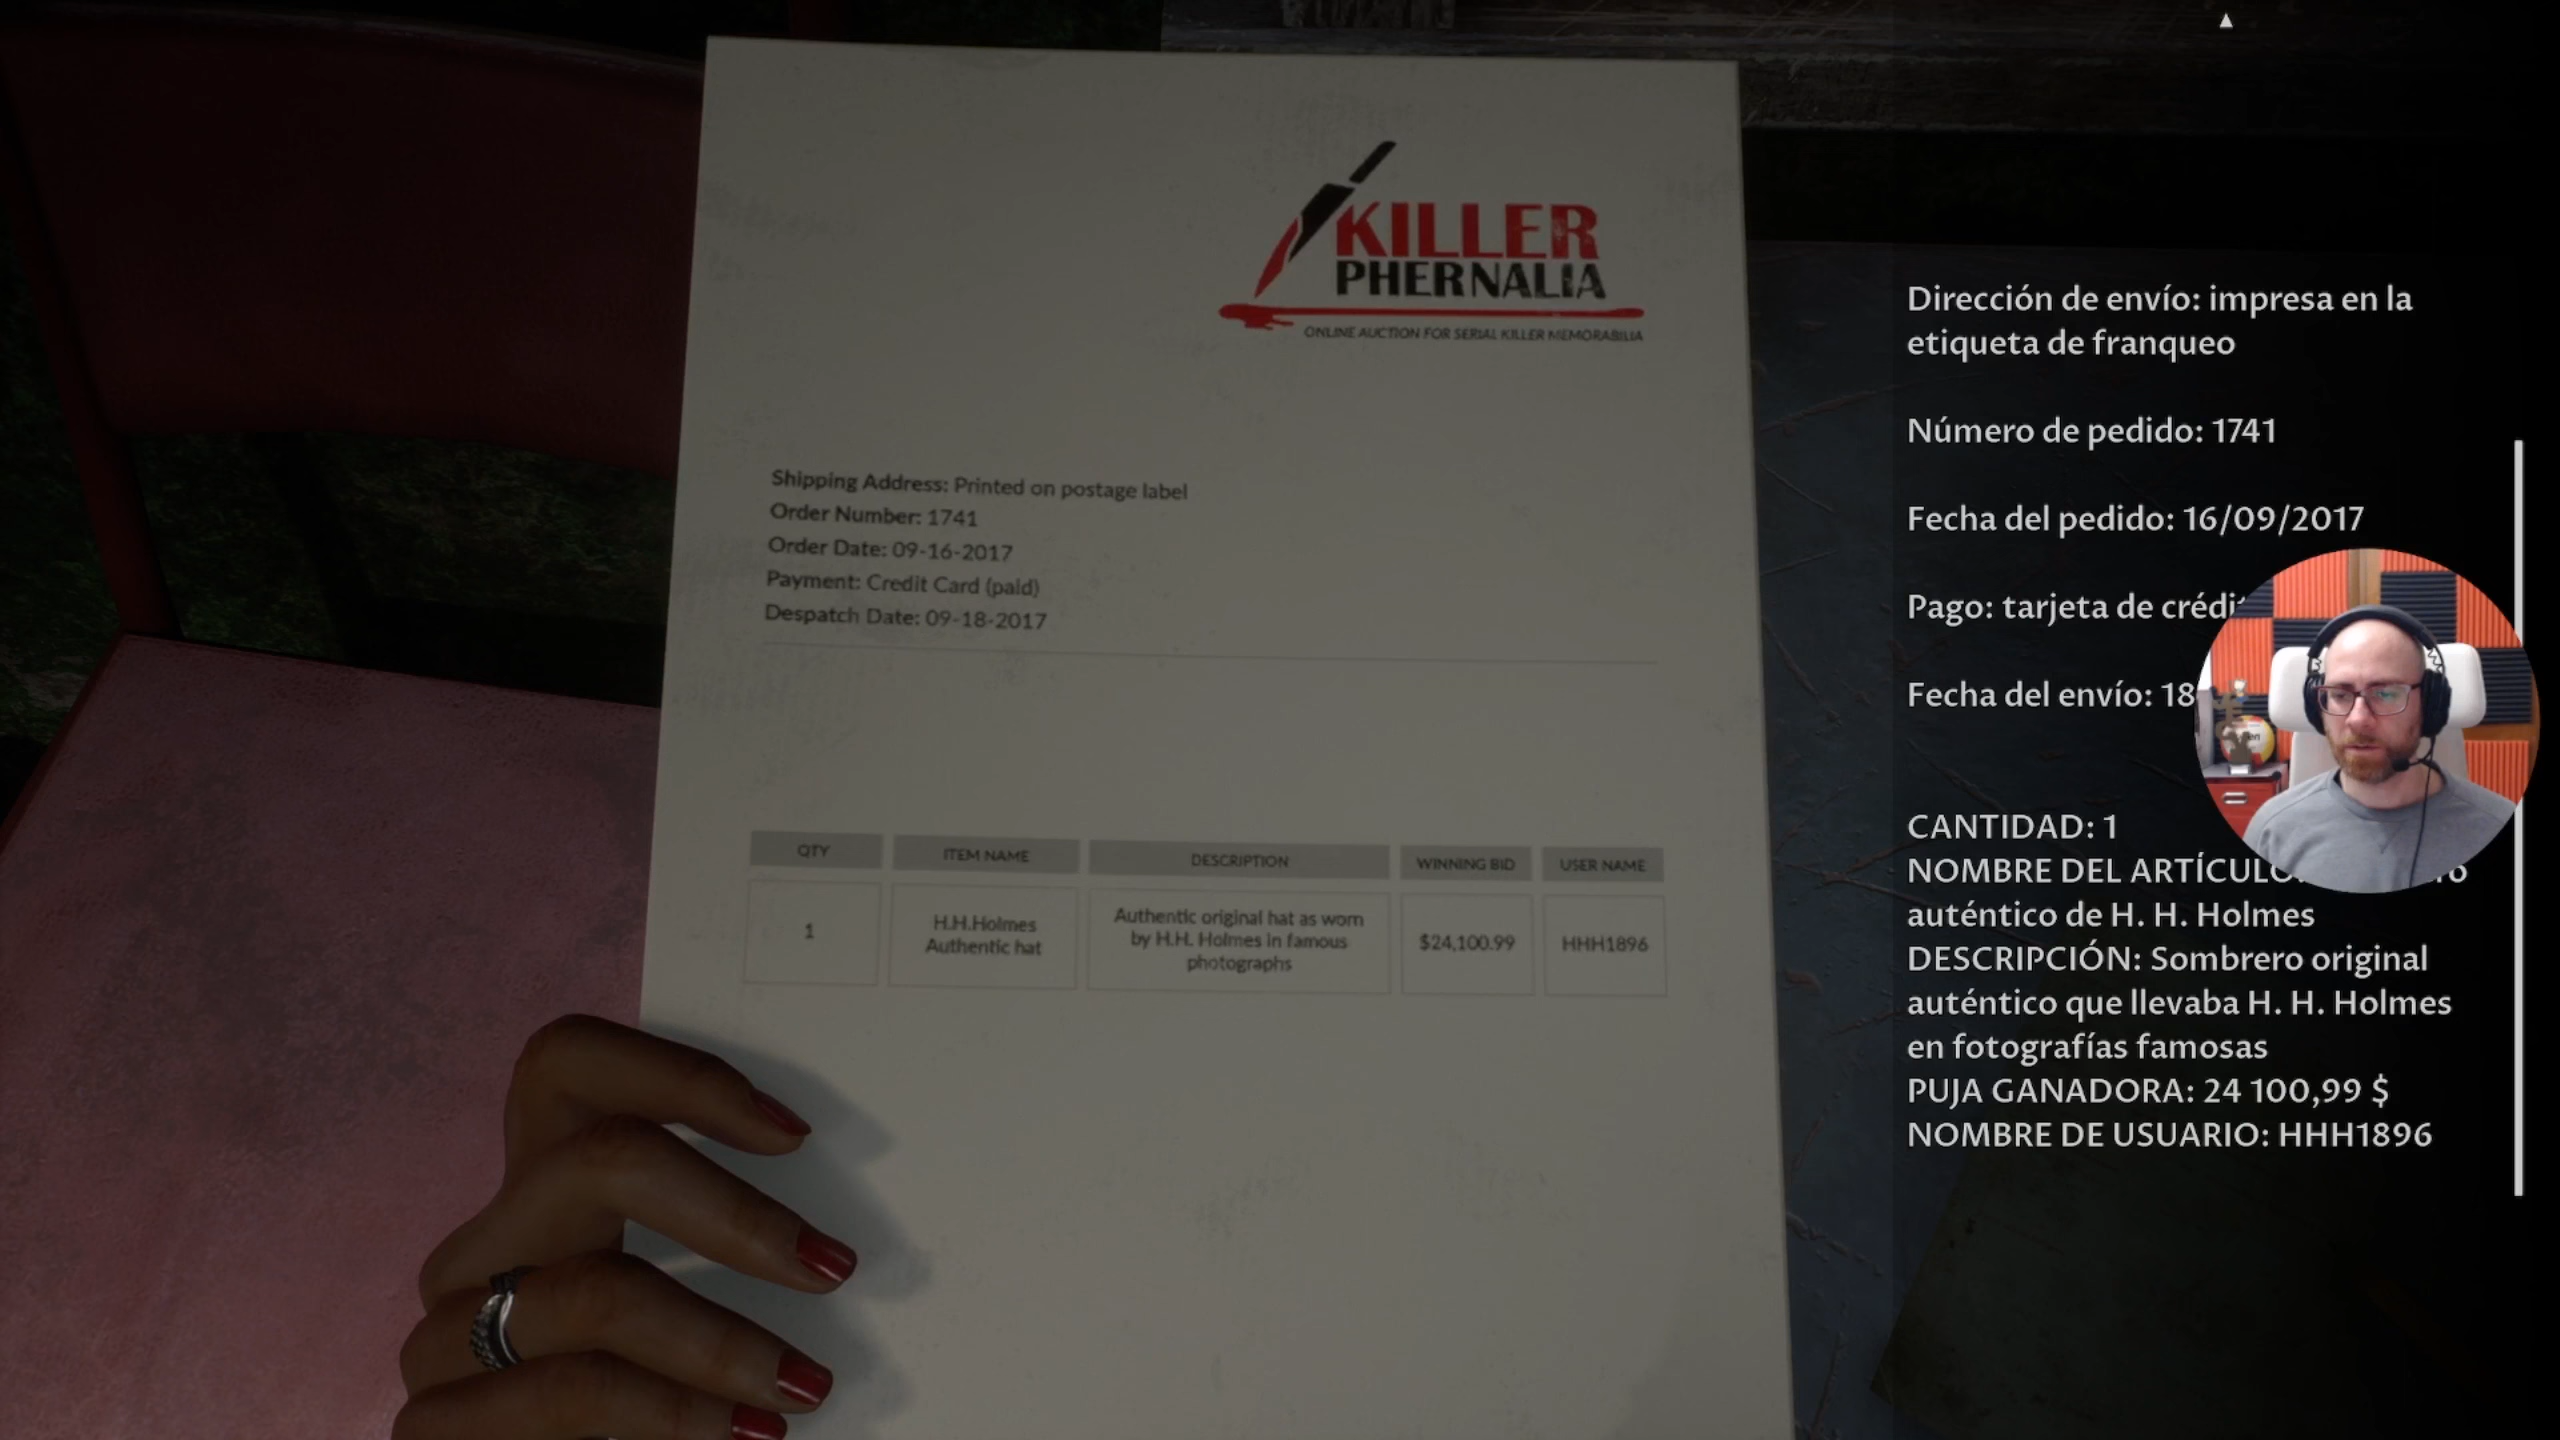 KILLER
PHERNALIA
ONLINE AUCTION FOR SERIAL KILLER MEMORABILIA
Shipping Address: Printed on postage label
Order Number: 1741
Order Date: 09-16-2017
Payment: Credit Card (paid)
Despatch Date: 09-18-2017
QTY ITEM NAME DESCRIPTION WINNING BID USER NAME
1 H.H.Holmes Authentic hat Authentic original hat as worn by H.H. Holmes in famous photographs $24,100.99 HHH1896
Dirección de envío: impresa en la
etiqueta de franqueo
Número de pedido: 1741
Fecha del pedido: 16/09/2017
Pago: tarjeta de
Fecha del envío: 18
CANTIDAD: 1
NOMBRE DEL
auténtico de H. H. Holmes
DESCRIPCIÓN: Sombrero original
auténtico que llevaba H. H. Holmes
en fotografías famosas
PUJA GANADORA: 24 100,99 $
NOMBRE DE USUARIO: HHH1896